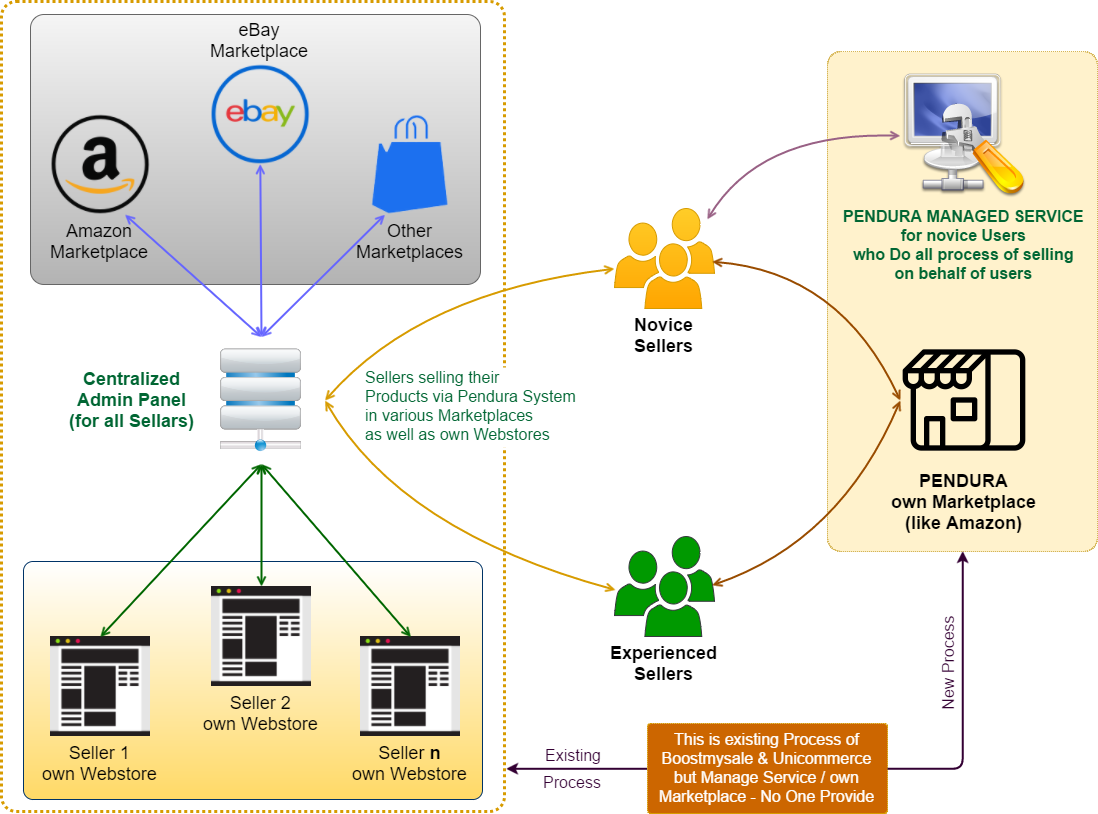 eBay
Marketplace
ebay
a
Amazon
Marketplace
Other
Marketplaces
Centralized
Admin Panel
(for all Sellars)
Sellers selling their
Products via Pendura System
in various Marketplaces
as well as own Webstores
Seller 1
own Webstore
Seller 2
own Webstore
Seller n
own Webstore
Novice
Sellers
Experienced
Sellers
PENDURA MANAGED SERVICE
for novice Users
who Do all process of selling
on behalf of users
PENDURA
own Marketplace
(like Amazon)
New Process
Existing
Process
This is existing Process of
Boostmysale & Unicommerce
but Manage Service / own
Marketplace - No One Provide